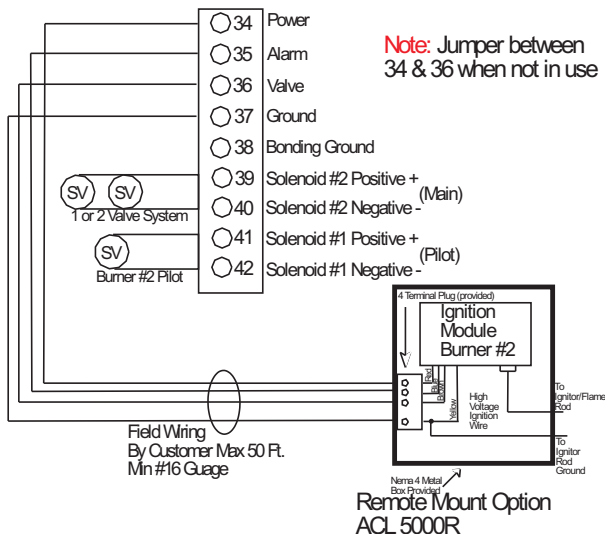 34 Power
35 Alarm
36 Valve
37 Ground
38 Bonding Ground
39 Solenoid #2 Positive +
(Main)
40 Solenoid #2 Negative -
41 Solenoid #1 Positive +
(Pilot)
42 Solenoid #1 Negative -
Note: Jumper between
34 & 36 when not in use
SV
SV
1 or 2 Valve System
SV
Burner #2 Pilot
4 Terminal Plug (provided)
Ignition
Module
Burner #2
Red
Blue
Brown
Yellow
High
Voltage
Ignition
Wire
To
Ignitor/Flame
Rod
To
Ignitor
Rod
Ground
Field Wiring
By Customer Max 50 Ft.
Min #16 Guage
Nema 4 Metal
Box Provided
Remote Mount Option
ACL 5000R